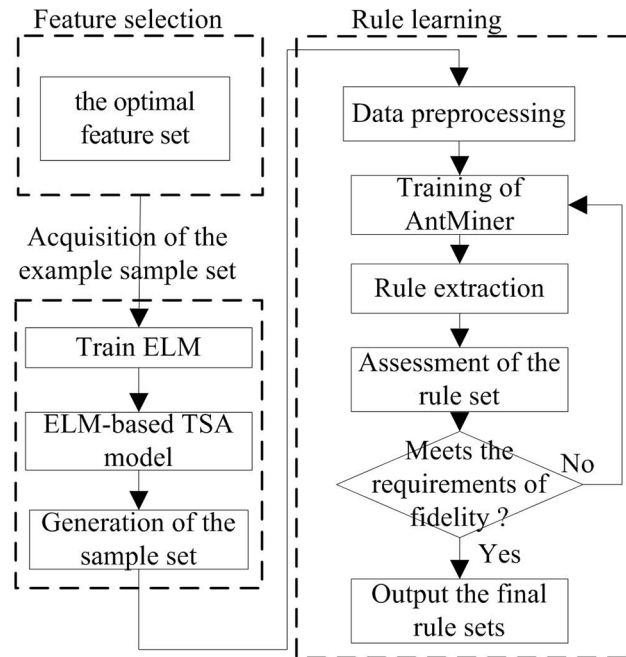 Feature selection
the optimal
feature set
Acquisition of the
example sample set
Train ELM
ELM-based TSA
model
Generation of the
sample set
Rule learning
Data preprocessing
Training of
AntMiner
Rule extraction
Assessment of the
rule set
Meets the
requirements of
fidelity ?
No
Yes
Output the final
rule sets